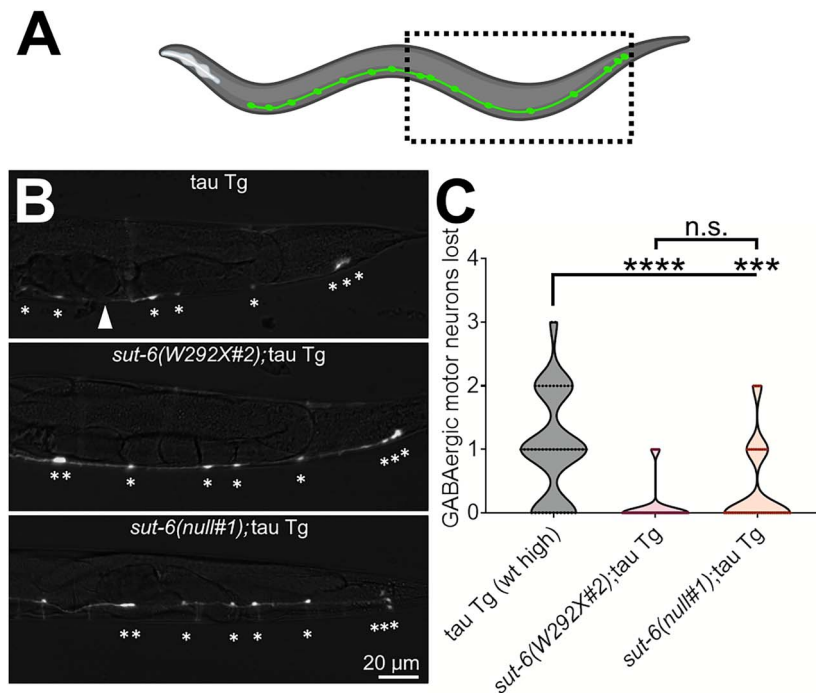 A
B
tau Tg
* * * * * ***
sut-6(W292X#2);tau Tg
** * * * * ***
sut-6(null#1);tau Tg
** * * * * ***
20 µm
C
n.s.
**** ***
GABAergic motor neurons lost
4
3
2
1
0
tau Tg (wt high)
sut-6(W292X#2);tau Tg
sut-6(null#1);tau Tg